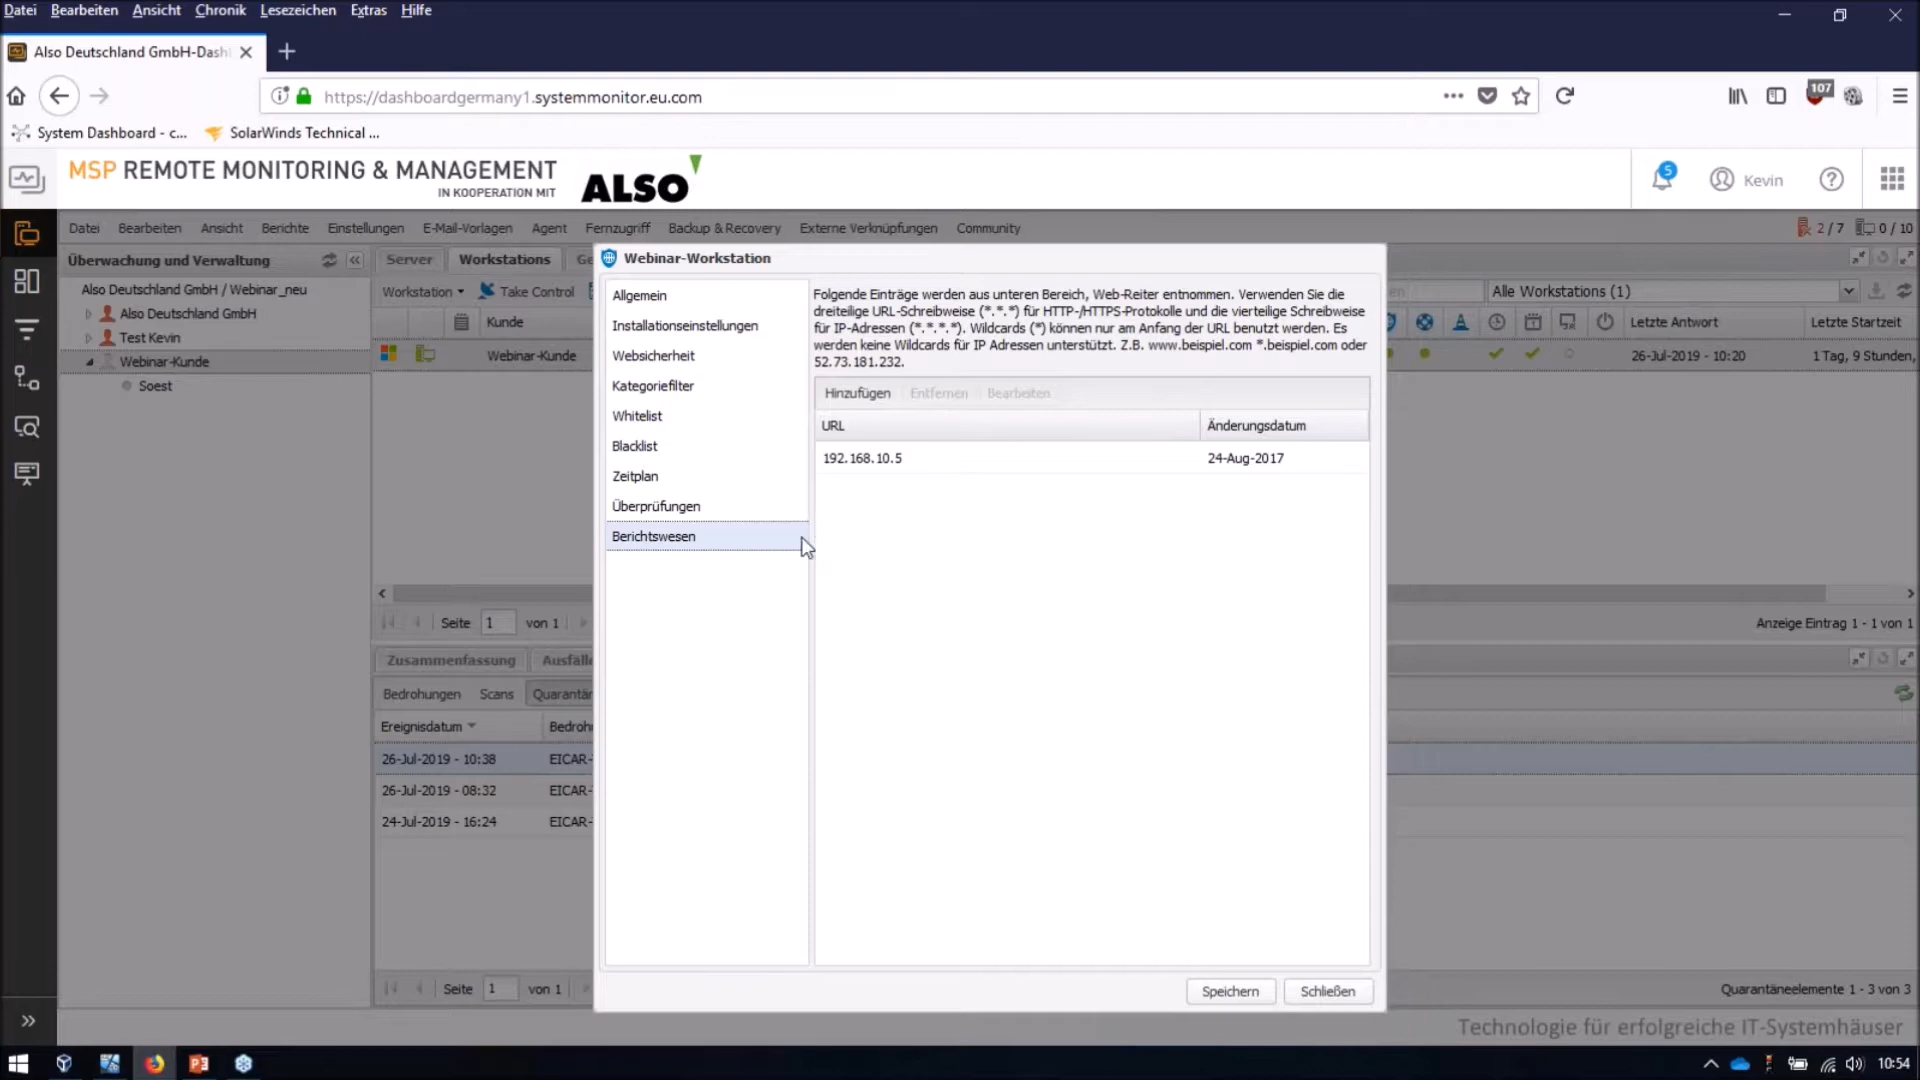 Datei Bearbeiten Ansicht Chronik Lesezeichen Extras Hilfe
Also Deutschland GmbH-Dash
https://dashboardgermany1.systemmonitor.eu.com
107
System Dashboard - c... SolarWinds Technical ...
MSP REMOTE MONITORING & MANAGEMENT
IN KOOPERATION MIT
ALSO
5
Kevin
Datei Bearbeiten Ansicht Berichte Einstellungen E-Mail-Vorlagen Agent Fernzugriff Backup & Recovery Externe Verknüpfungen Community
2 / 7 0 / 10
Überwachung und Verwaltung
Also Deutschland GmbH / Webinar_neu
Also Deutschland GmbH
Test Kevin
Webinar-Kunde
Soest
Server Workstations
Workstation Take Control
Alle Workstations (1)
Kunde
Letzte Antwort Letzte Startzeit
Webinar-Kunde
26-Jul-2019 - 10:20 1 Tag, 9 Stunden,
Seite 1 von 1
Anzeige Eintrag 1 - 1 von 1
Zusammenfassung Ausfälle
Bedrohungen Scans Quarantän
Ereignisdatum Bedroh
26-Jul-2019 - 10:38 EICAR-
26-Jul-2019 - 08:32 EICAR-
24-Jul-2019 - 16:24 EICAR-
Seite 1 von 1
Quarantäneelemente 1 - 3 von 3
Webinar-Workstation
Allgemein
Installationseinstellungen
Websicherheit
Kategoriefilter
Whitelist
Blacklist
Zeitplan
Überprüfungen
Berichtswesen
Folgende Einträge werden aus unteren Bereich, Web-Reiter entnommen. Verwenden Sie die
dreiteilige URL-Schreibweise (*.*.*) für HTTP-/HTTPS-Protokolle und die vierteilige Schreibweise
für IP-Adressen (*.*.*.*). Wildcards (*) können nur am Anfang der URL benutzt werden. Es
werden keine Wildcards für IP Adressen unterstützt. Z.B. www.beispiel.com *.beispiel.com oder
52.73.181.232.
Hinzufügen Entfernen Bearbeiten
URL Änderungsdatum
192.168.10.5 24-Aug-2017
Speichern Schließen
Technologie für erfolgreiche IT-Systemhäuser
10:54